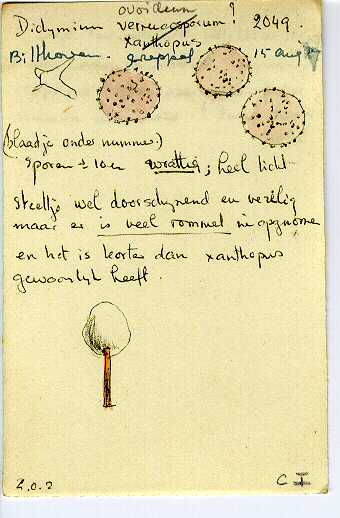 ovoideum
Didymium verrucosporum? 2049.
xanthopus
Bilthoven. greppel 15 aug
(blaadje onder nummer.)
Sporen ± 10 u wrattig; heel licht
Steeltje wel doorschijnend en vezelig
maar er is veel rommel in opgenomen
en het is korter dan xanthopus
gewoonlijk heeft.
2.0.2 C I